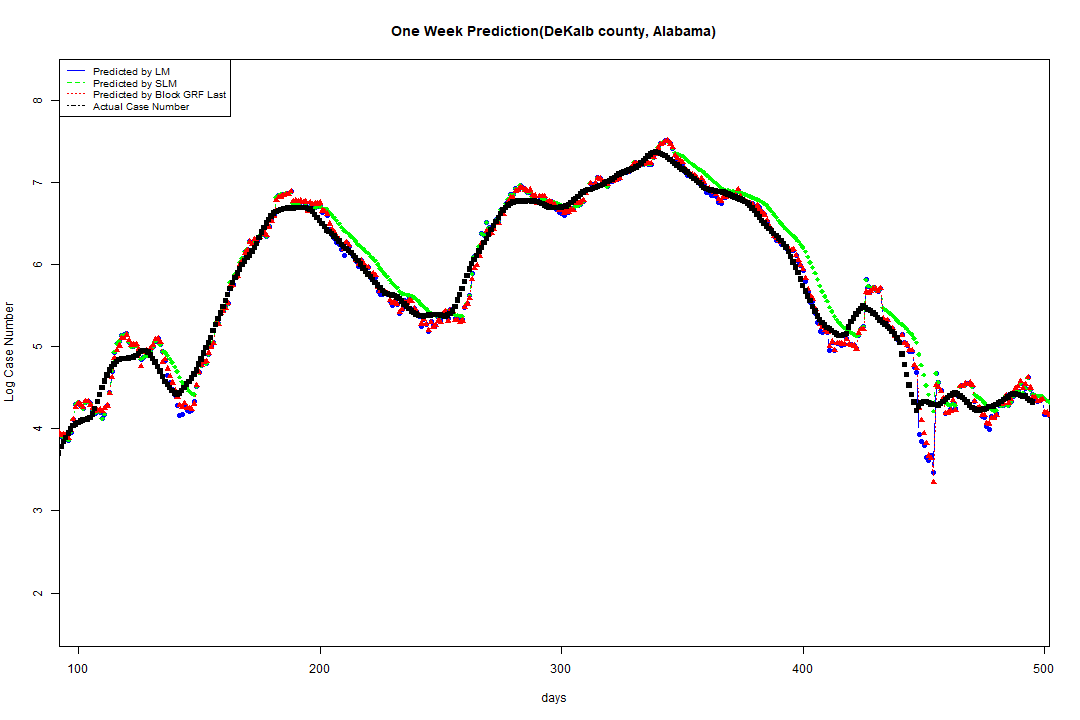 One Week Prediction(DeKalb county, Alabama)
Predicted by LM
Predicted by SLM
Predicted by Block GRF Last
Actual Case Number
8
7
6
5
4
3
2
Log Case Number
100 200 300 400 500
days